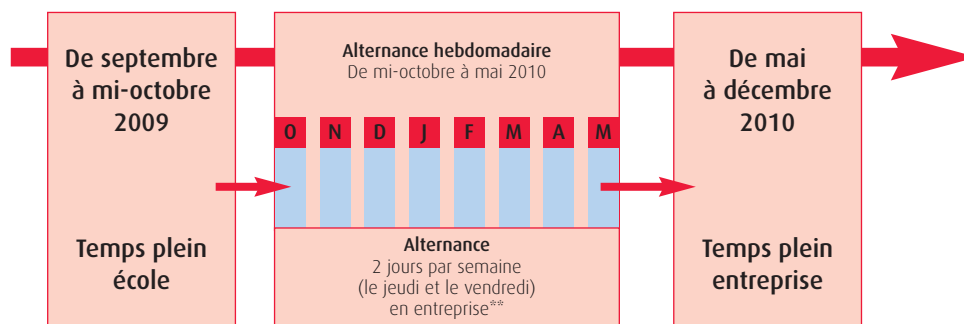 De septembre
à mi-octobre
2009
Temps plein
école
Alternance hebdomadaire
De mi-octobre à mai 2010
O N D J F M A M
Alternance
2 jours par semaine
(le jeudi et le vendredi)
en entreprise**
De mai
à décembre
2010
Temps plein
entreprise